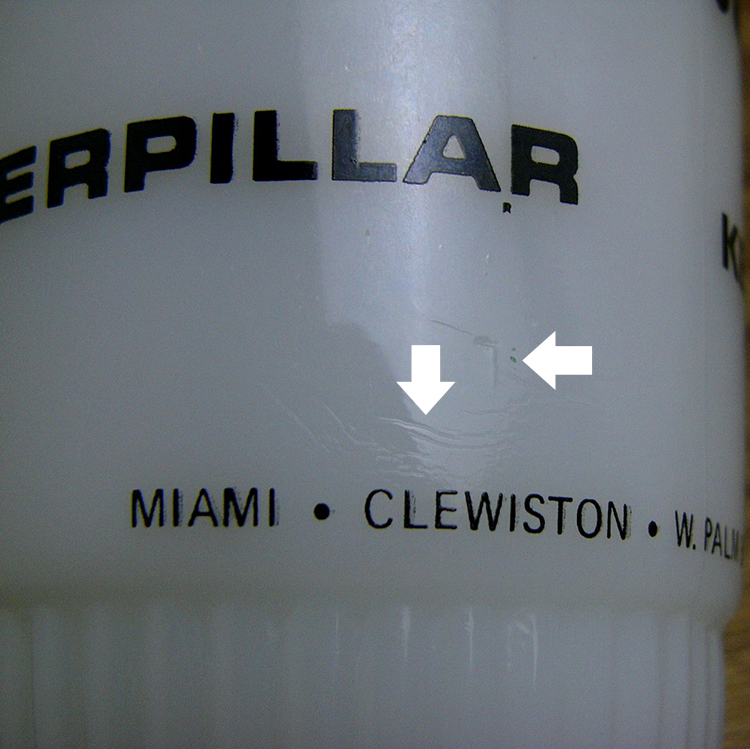 ERPILLAR
R
K
MIAMI • CLEWISTON • W. PALM